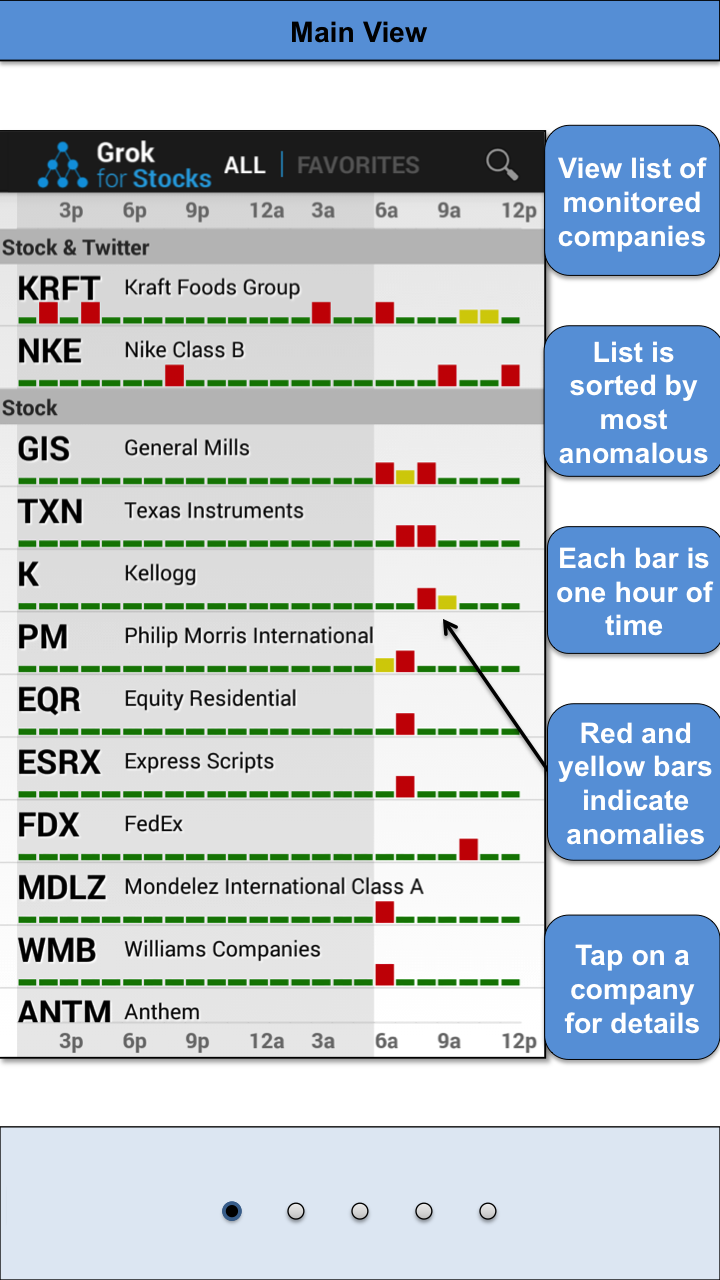 Main View
Grok
for Stocks
ALL | FAVORITES
3p 6p 9p 12a 3a 6a 9a 12p
Stock & Twitter
KRFT Kraft Foods Group
NKE Nike Class B
Stock
GIS General Mills
TXN Texas Instruments
K Kellogg
PM Philip Morris International
EQR Equity Residential
ESRX Express Scripts
FDX FedEx
MDLZ Mondelez International Class A
WMB Williams Companies
ANTM Anthem
3p 6p 9p 12a 3a 6a 9a 12p
View list of
monitored
companies
List is
sorted by
most
anomalous
Each bar is
one hour of
time
Red and
yellow bars
indicate
anomalies
Tap on a
company
for details